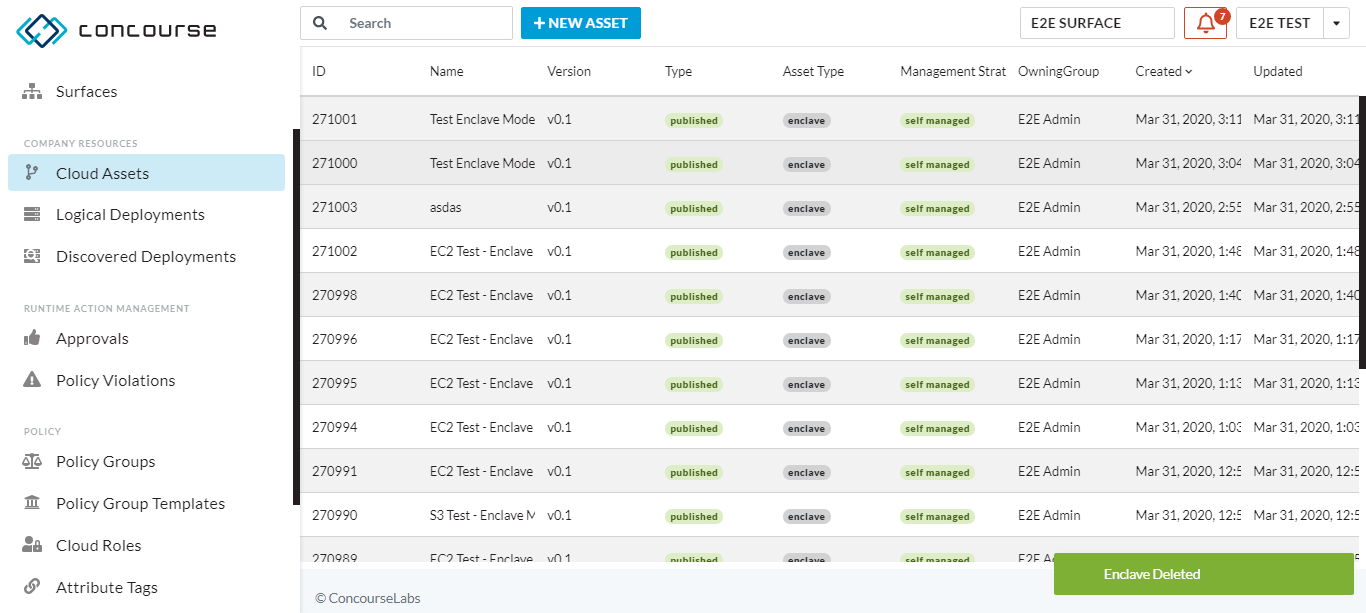 concourse
Search
+ NEW ASSET
E2E SURFACE
7
E2E TEST
Surfaces
COMPANY RESOURCES
Cloud Assets
Logical Deployments
Discovered Deployments
RUNTIME ACTION MANAGEMENT
Approvals
Policy Violations
POLICY
Policy Groups
Policy Group Templates
Cloud Roles
Attribute Tags
ID Name Version Type Asset Type Management Strat OwningGroup Created Updated
271001 Test Enclave Mode v0.1 published enclave self managed E2E Admin Mar 31, 2020, 3:11 Mar 31, 2020, 3:11
271000 Test Enclave Mode v0.1 published enclave self managed E2E Admin Mar 31, 2020, 3:04 Mar 31, 2020, 3:04
271003 asdas v0.1 published enclave self managed E2E Admin Mar 31, 2020, 2:55 Mar 31, 2020, 2:55
271002 EC2 Test - Enclave v0.1 published enclave self managed E2E Admin Mar 31, 2020, 1:48 Mar 31, 2020, 1:48
270998 EC2 Test - Enclave v0.1 published enclave self managed E2E Admin Mar 31, 2020, 1:40 Mar 31, 2020, 1:40
270996 EC2 Test - Enclave v0.1 published enclave self managed E2E Admin Mar 31, 2020, 1:17 Mar 31, 2020, 1:17
270995 EC2 Test - Enclave v0.1 published enclave self managed E2E Admin Mar 31, 2020, 1:13 Mar 31, 2020, 1:13
270994 EC2 Test - Enclave v0.1 published enclave self managed E2E Admin Mar 31, 2020, 1:03 Mar 31, 2020, 1:03
270991 EC2 Test - Enclave v0.1 published enclave self managed E2E Admin Mar 31, 2020, 12:5 Mar 31, 2020, 12:5
270990 S3 Test - Enclave M v0.1 published enclave self managed E2E Admin Mar 31, 2020, 12:5 Mar 31, 2020, 12:5
270989 EC2 Test - Enclave v0.1 published enclave self managed E2E
Enclave Deleted
© ConcourseLabs